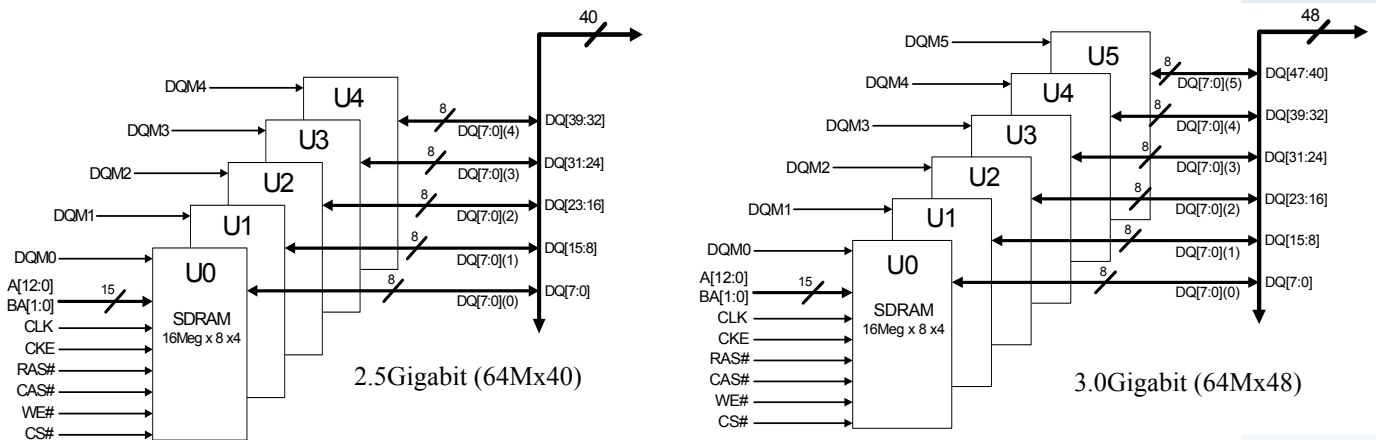 40
DQM4
U4
8
DQ[7:0](4)
DQ[39:32]
DQM3
U3
8
DQ[7:0](3)
DQ[31:24]
DQM2
U2
8
DQ[7:0](2)
DQ[23:16]
DQM1
U1
8
DQ[7:0](1)
DQ[15:8]
DQM0
U0
8
DQ[7:0](0)
DQ[7:0]
A[12:0]
BA[1:0]
15
SDRAM
16Meg x 8 x4
CLK
CKE
RAS#
CAS#
WE#
CS#
2.5Gigabit (64Mx40)
48
DQM5
U5
8
DQ[7:0](5)
DQ[47:40]
DQM4
U4
8
DQ[7:0](4)
DQ[39:32]
DQM3
U3
8
DQ[7:0](3)
DQ[31:24]
DQM2
U2
8
DQ[7:0](2)
DQ[23:16]
DQM1
U1
8
DQ[7:0](1)
DQ[15:8]
DQM0
U0
8
DQ[7:0](0)
DQ[7:0]
A[12:0]
BA[1:0]
15
SDRAM
16Meg x 8 x4
CLK
CKE
RAS#
CAS#
WE#
CS#
3.0Gigabit (64Mx48)